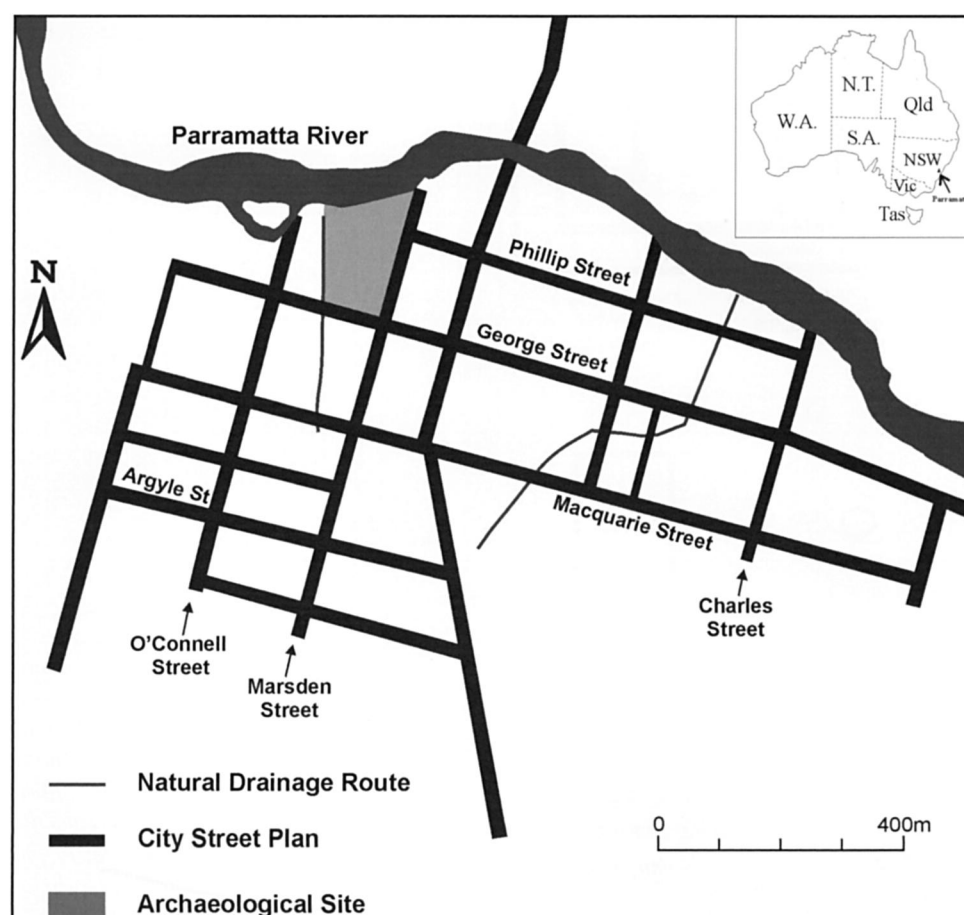 Parramatta River
N
W.A.
N.T.
S.A.
Qld
NSW
Vic
Tas
Phillip Street
George Street
Argyle St
Macquarie Street
O'Connell
Street
Marsden
Street
Charles
Street
Natural Drainage Route
City Street Plan
Archaeological Site
0 400m